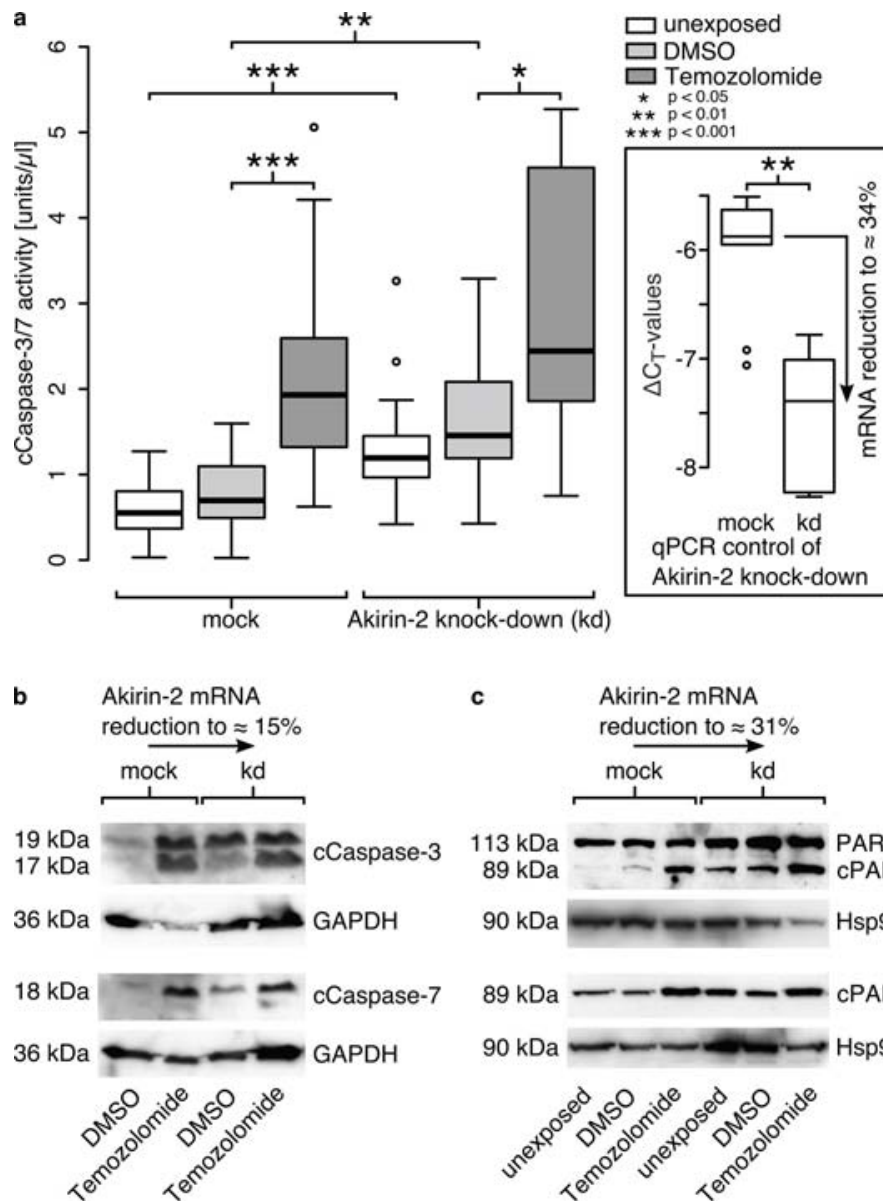 a
unexposed
DMSO
Temozolomide
* p < 0.05
** p < 0.01
*** p < 0.001
cCaspase-3/7 activity [units/µl]
6
5
4
3
2
1
0
**
***
*
***
mock
Akirin-2 knock-down (kd)
**
ΔCT-values
-6
-7
-8
mRNA reduction to ≈ 34%
mock kd
qPCR control of
Akirin-2 knock-down
b
Akirin-2 mRNA
reduction to ≈ 15%
mock kd
19 kDa
17 kDa
cCaspase-3
36 kDa GAPDH
18 kDa cCaspase-7
36 kDa GAPDH
DMSO
Temozolomide
DMSO
Temozolomide
c
Akirin-2 mRNA
reduction to ≈ 31%
mock kd
113 kDa PAR
89 kDa cPA
90 kDa Hsp9
89 kDa cPA
90 kDa Hsp9
unexposed
DMSO
Temozolomide
unexposed
DMSO
Temozolomide